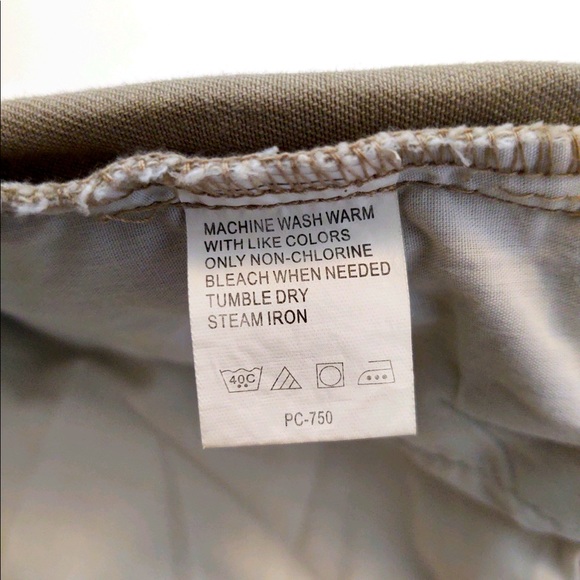 MACHINE WASH WARM
WITH LIKE COLORS
ONLY NON-CHLORINE
BLEACH WHEN NEEDED
TUMBLE DRY
STEAM IRON
40C
PC-750